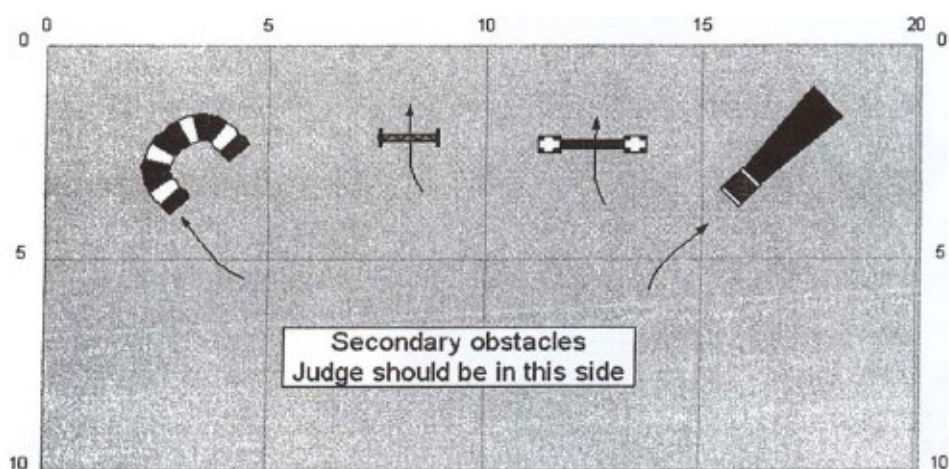 0 5 10 15 20
0 0
5 5
Secondary obstacles
Judge should be in this side
10 10